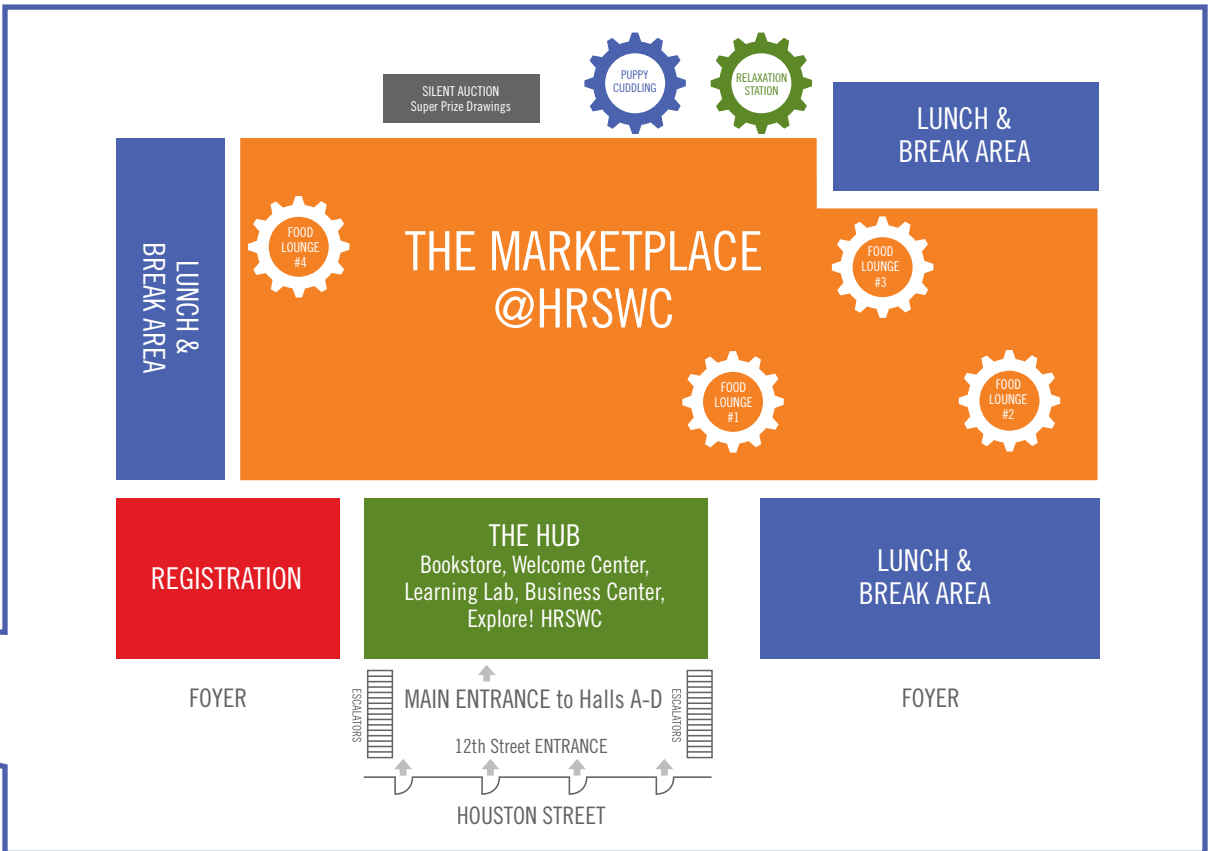 SILENT AUCTION
Super Prize Drawings
PUPPY
CUDDLING
RELAXATION
STATION
LUNCH &
BREAK AREA
LUNCH &
BREAK AREA
FOOD
LOUNGE
#4
THE MARKETPLACE
@HRSWC
FOOD
LOUNGE
#3
FOOD
LOUNGE
#1
FOOD
LOUNGE
#2
REGISTRATION
THE HUB
Bookstore, Welcome Center,
Learning Lab, Business Center,
Explore! HRSWC
LUNCH &
BREAK AREA
FOYER
ESCALATORS
MAIN ENTRANCE to Halls A-D
ESCALATORS
FOYER
12th Street ENTRANCE
HOUSTON STREET